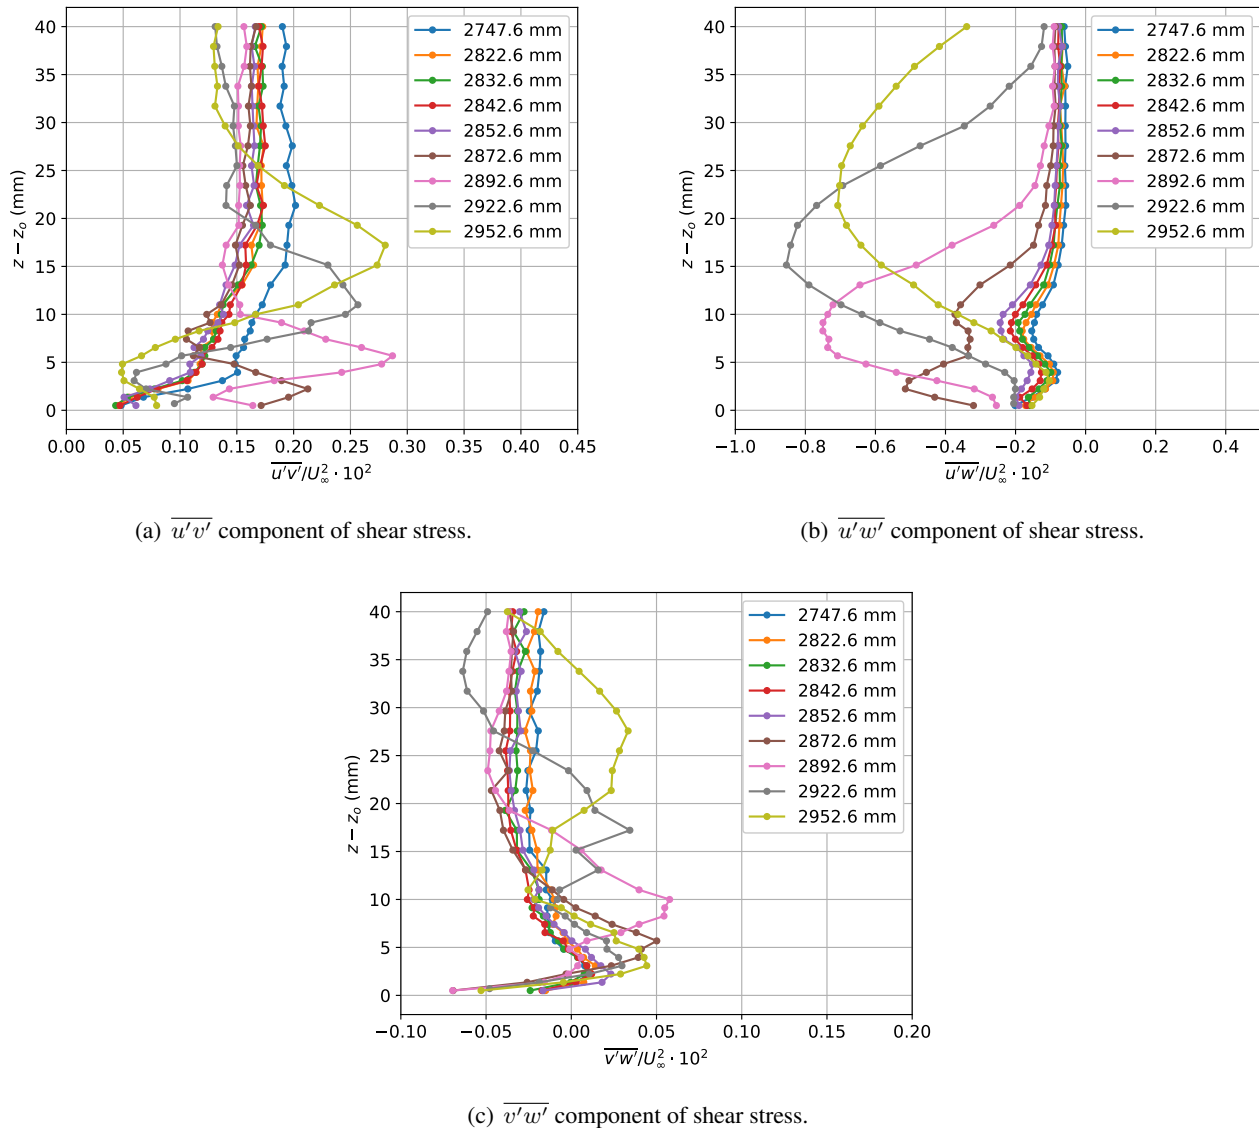 40
35
30
25
20
15
10
5
0
z − z₀ (mm)
2747.6 mm
2822.6 mm
2832.6 mm
2842.6 mm
2852.6 mm
2872.6 mm
2892.6 mm
2922.6 mm
2952.6 mm
0.00 0.05 0.10 0.15 0.20 0.25 0.30 0.35 0.40 0.45
u'v'/U∞² · 10²
(a) u'v' component of shear stress.
40
35
30
25
20
15
10
5
0
z − z₀ (mm)
2747.6 mm
2822.6 mm
2832.6 mm
2842.6 mm
2852.6 mm
2872.6 mm
2892.6 mm
2922.6 mm
2952.6 mm
−1.0 −0.8 −0.6 −0.4 −0.2 0.0 0.2 0.4
u'w'/U∞² · 10²
(b) u'w' component of shear stress.
40
35
30
25
20
15
10
5
0
z − z₀ (mm)
2747.6 mm
2822.6 mm
2832.6 mm
2842.6 mm
2852.6 mm
2872.6 mm
2892.6 mm
2922.6 mm
2952.6 mm
−0.10 −0.05 0.00 0.05 0.10 0.15 0.20
v'w'/U∞² · 10²
(c) v'w' component of shear stress.